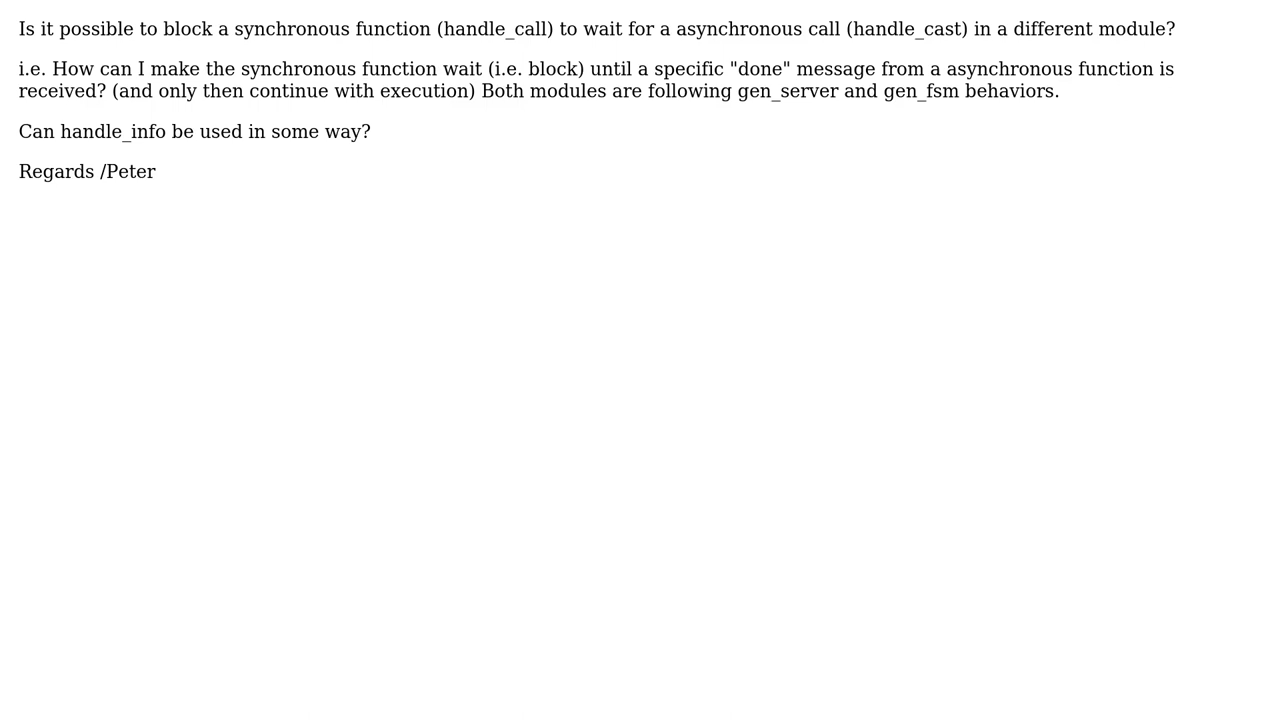 Is it possible to block a synchronous function (handle_call) to wait for a asynchronous call (handle_cast) in a different module?
i.e. How can I make the synchronous function wait (i.e. block) until a specific "done" message from a asynchronous function is
received? (and only then continue with execution) Both modules are following gen_server and gen_fsm behaviors.
Can handle_info be used in some way?
Regards /Peter